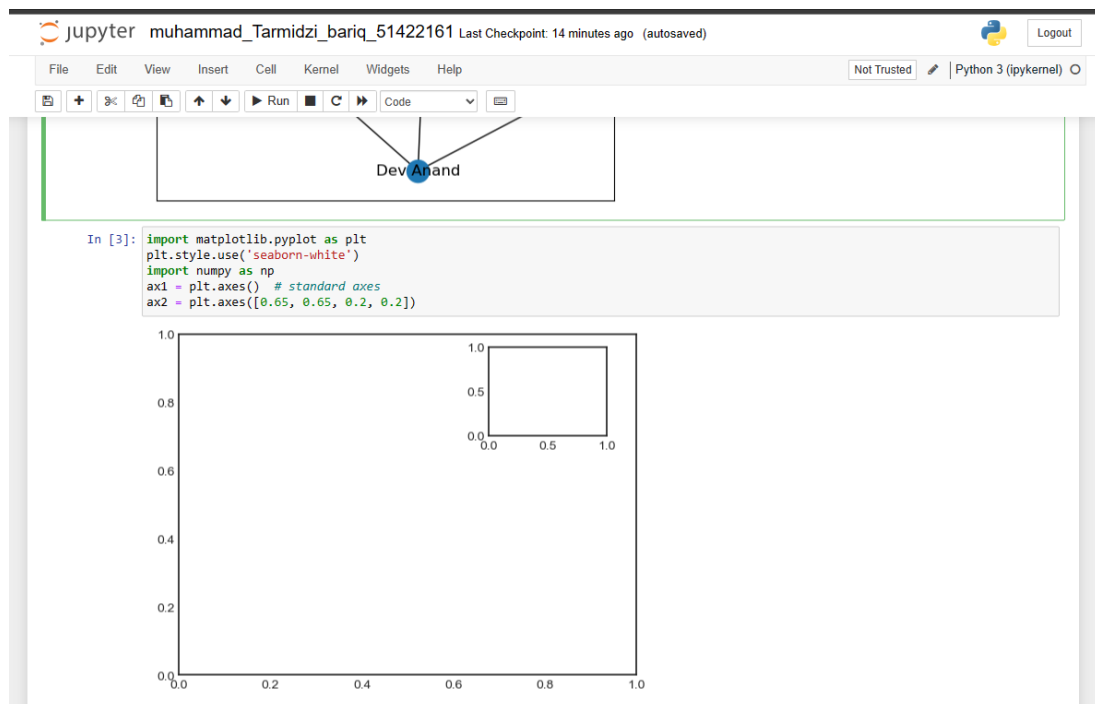 jupyter muhammad_Tarmidzi_bariq_51422161 Last Checkpoint: 14 minutes ago (autosaved) Logout
File Edit View Insert Cell Kernel Widgets Help Not Trusted Python 3 (ipykernel)
Run Code
Dev Anand
In [3]: import matplotlib.pyplot as plt
plt.style.use('seaborn-white')
import numpy as np
ax1 = plt.axes()  # standard axes
ax2 = plt.axes([0.65, 0.65, 0.2, 0.2])
1.0
1.0
0.5
0.8
0.0
0.0 0.5 1.0
0.6
0.4
0.2
0.0
0.0 0.2 0.4 0.6 0.8 1.0